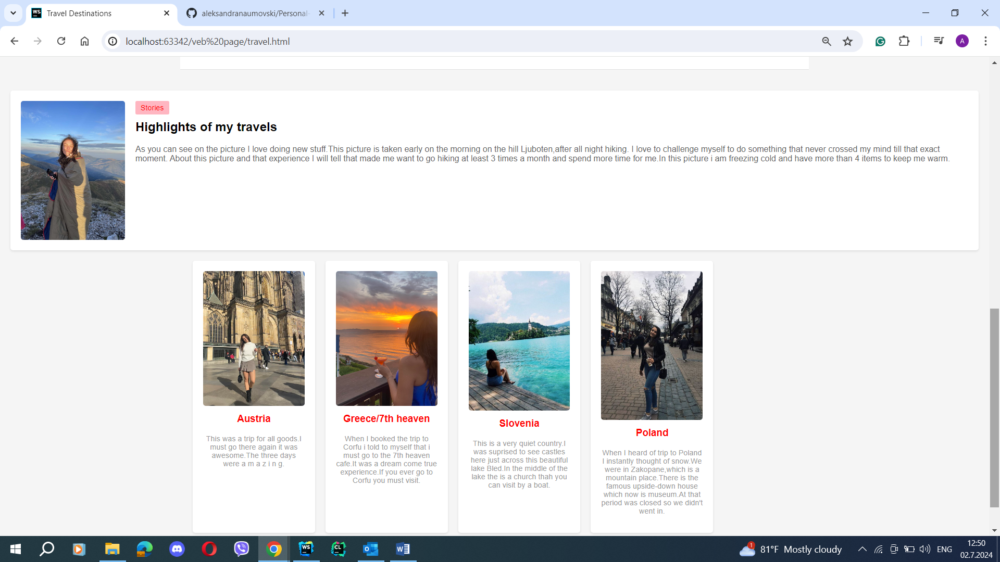 Travel Destinations
aleksandranaumovski/Personal-
localhost:63342/veb%20page/travel.html
A
Stories
Highlights of my travels
As you can see on the picture I love doing new stuff.This picture is taken early on the morning on the hill Ljuboten,after all night hiking. I love to challenge myself to do something that never crossed my mind till that exact
moment. About this picture and that experience I will tell that made me want to go hiking at least 3 times a month and spend more time for me.In this picture i am freezing cold and have more than 4 items to keep me warm.
Austria
This was a trip for all goods.I
must go there again it was
awesome.The three days
were a m a z i n g.
Greece/7th heaven
When I booked the trip to
Corfu i told to myself that i
must go to the 7th heaven
cafe.It was a dream come true
experience.If you ever go to
Corfu you must visit.
Slovenia
This is a very quiet country.I
was suprised to see castles
here just across this beautiful
lake Bled.In the middle of the
lake the is a church thah you
can visit by a boat.
Poland
When I heard of trip to Poland
I instantly thought of snow.We
were in Zakopane,which is a
mountain place.There is the
famous upside-down house
which now is museum.At that
period was closed so we didn't
went in.
WS
CL
1
81°F Mostly cloudy
ENG
12:50
02.7.2024